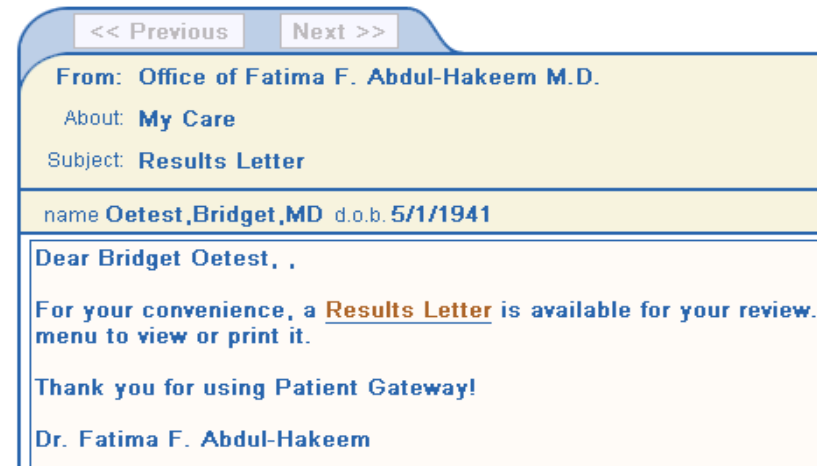 << Previous Next >>
From: Office of Fatima F. Abdul-Hakeem M.D.
About: My Care
Subject: Results Letter
name Oetest,Bridget,MD d.o.b. 5/1/1941
Dear Bridget Oetest, ,
For your convenience, a Results Letter is available for your review.
menu to view or print it.
Thank you for using Patient Gateway!
Dr. Fatima F. Abdul-Hakeem